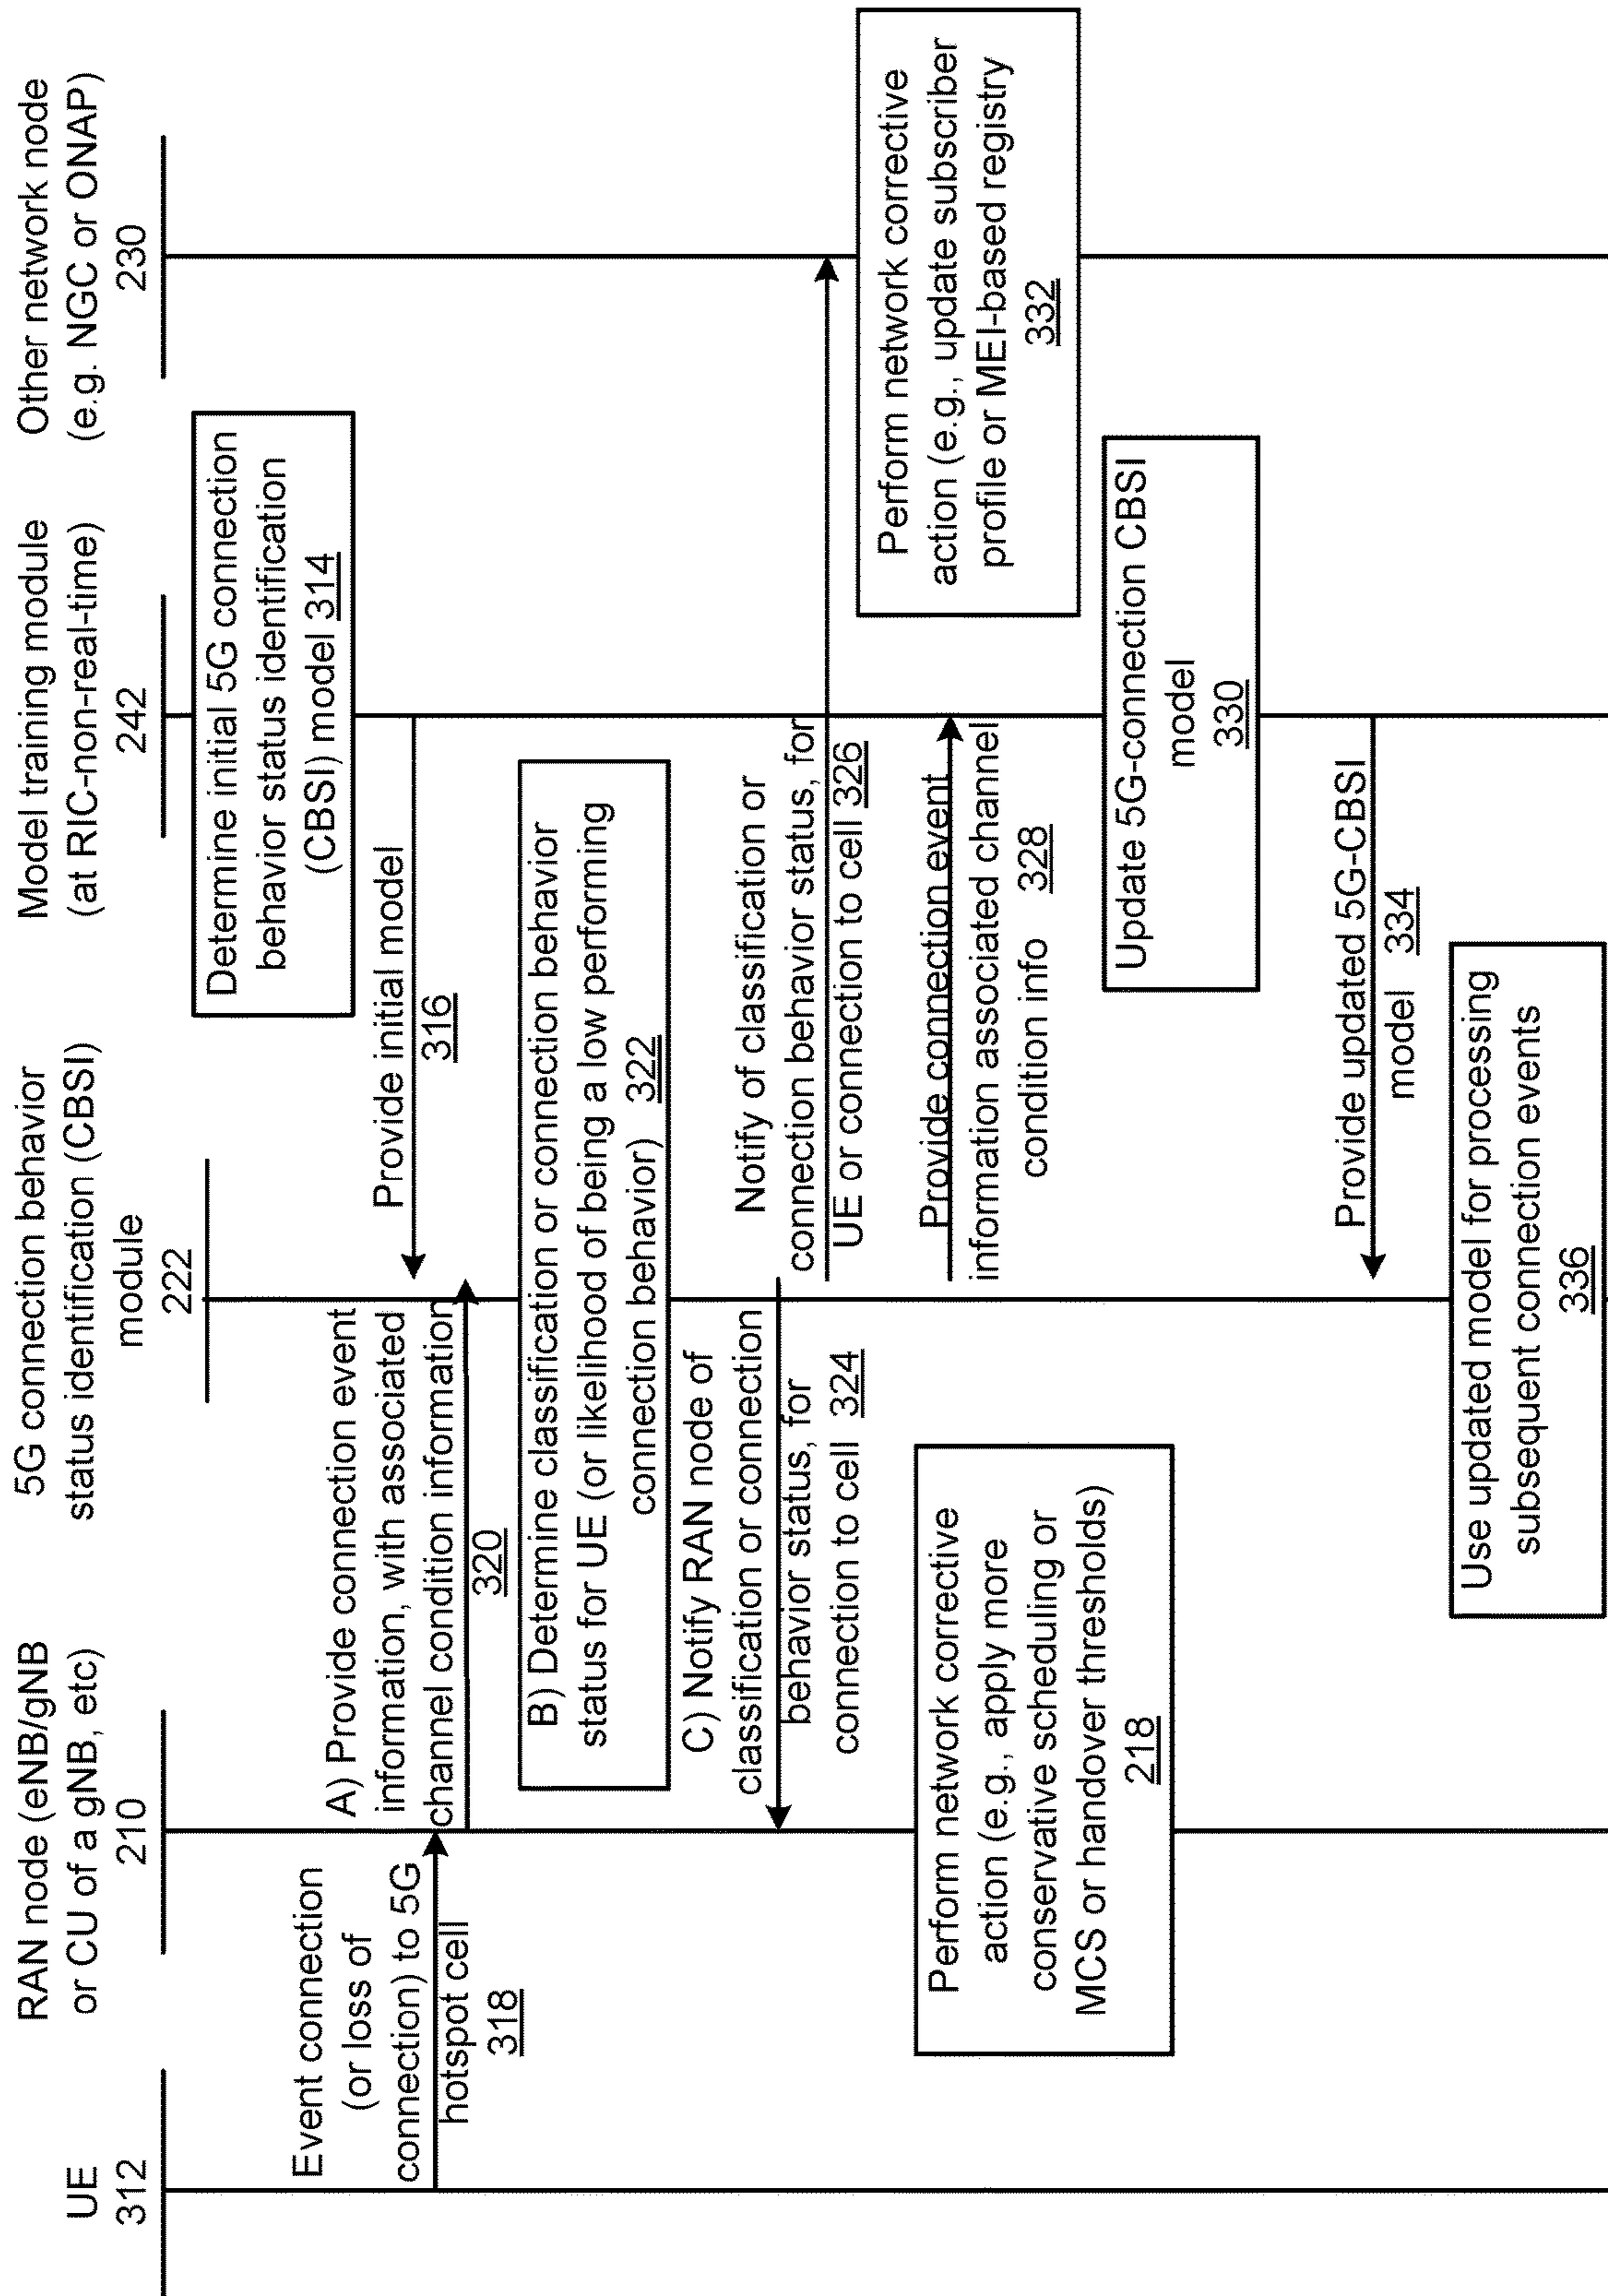 UE
312
RAN node (eNB/gNB
or CU of a gNB, etc)
210
5G connection behavior
status identification (CBSI)
module
222
Model training module
(at RIC-non-real-time)
242
Other network node
(e.g. NGC or ONAP)
230
Determine initial 5G connection
behavior status identification
(CBSI) model 314
Provide initial model
316
Event connection
(or loss of
connection) to 5G
hotspot cell
318
A) Provide connection event
information, with associated
channel condition information
320
B) Determine classification or connection behavior
status for UE (or likelihood of being a low performing
connection behavior) 322
C) Notify RAN node of
classification or connection
behavior status, for
connection to cell 324
Notify of classification or
connection behavior status, for
UE or connection to cell 326
Perform network corrective
action (e.g., update subscriber
profile or MEI-based registry
332
Provide connection event
information associated channel
condition info 328
Perform network corrective
action (e.g., apply more
conservative scheduling or
MCS or handover thresholds)
218
Update 5G-connection CBSI
model
330
Provide updated 5G-CBSI
model 334
Use updated model for processing
subsequent connection events
336